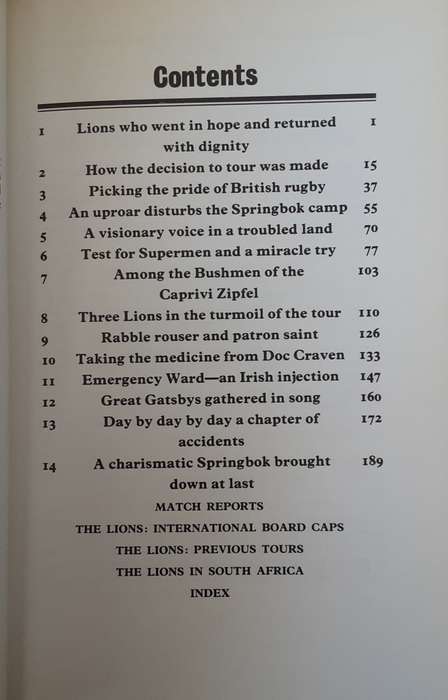 Contents
1 Lions who went in hope and returned 1
with dignity
2 How the decision to tour was made 15
3 Picking the pride of British rugby 37
4 An uproar disturbs the Springbok camp 55
5 A visionary voice in a troubled land 70
6 Test for Supermen and a miracle try 77
7 Among the Bushmen of the 103
Caprivi Zipfel
8 Three Lions in the turmoil of the tour 110
9 Rabble rouser and patron saint 126
10 Taking the medicine from Doc Craven 133
11 Emergency Ward—an Irish injection 147
12 Great Gatsbys gathered in song 160
13 Day by day by day a chapter of 172
accidents
14 A charismatic Springbok brought 189
down at last
MATCH REPORTS
THE LIONS: INTERNATIONAL BOARD CAPS
THE LIONS: PREVIOUS TOURS
THE LIONS IN SOUTH AFRICA
INDEX